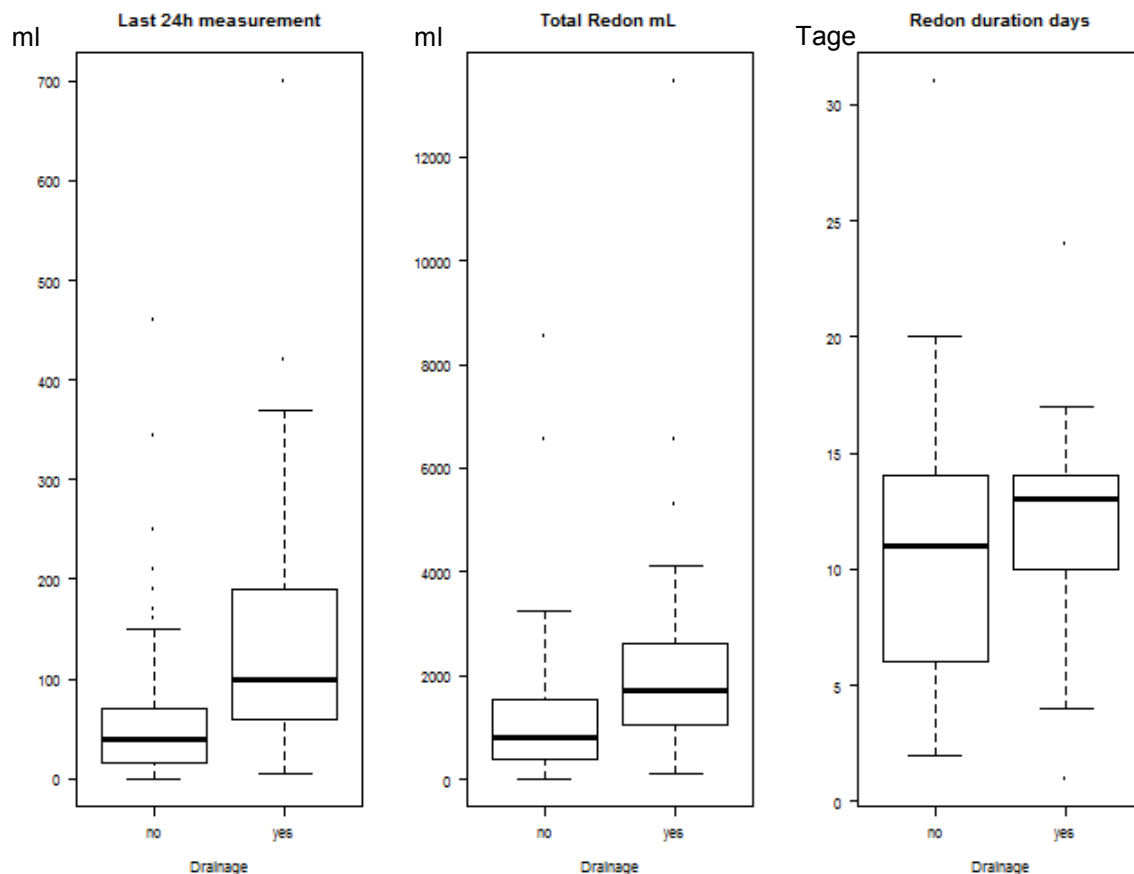 Last 24h measurement
ml
700
600
500
400
300
200
100
0
no yes
Drainage
Total Redon mL
ml
12000
10000
8000
6000
4000
2000
0
no yes
Drainage
Redon duration days
Tage
30
25
20
15
10
5
0
no yes
Drainage